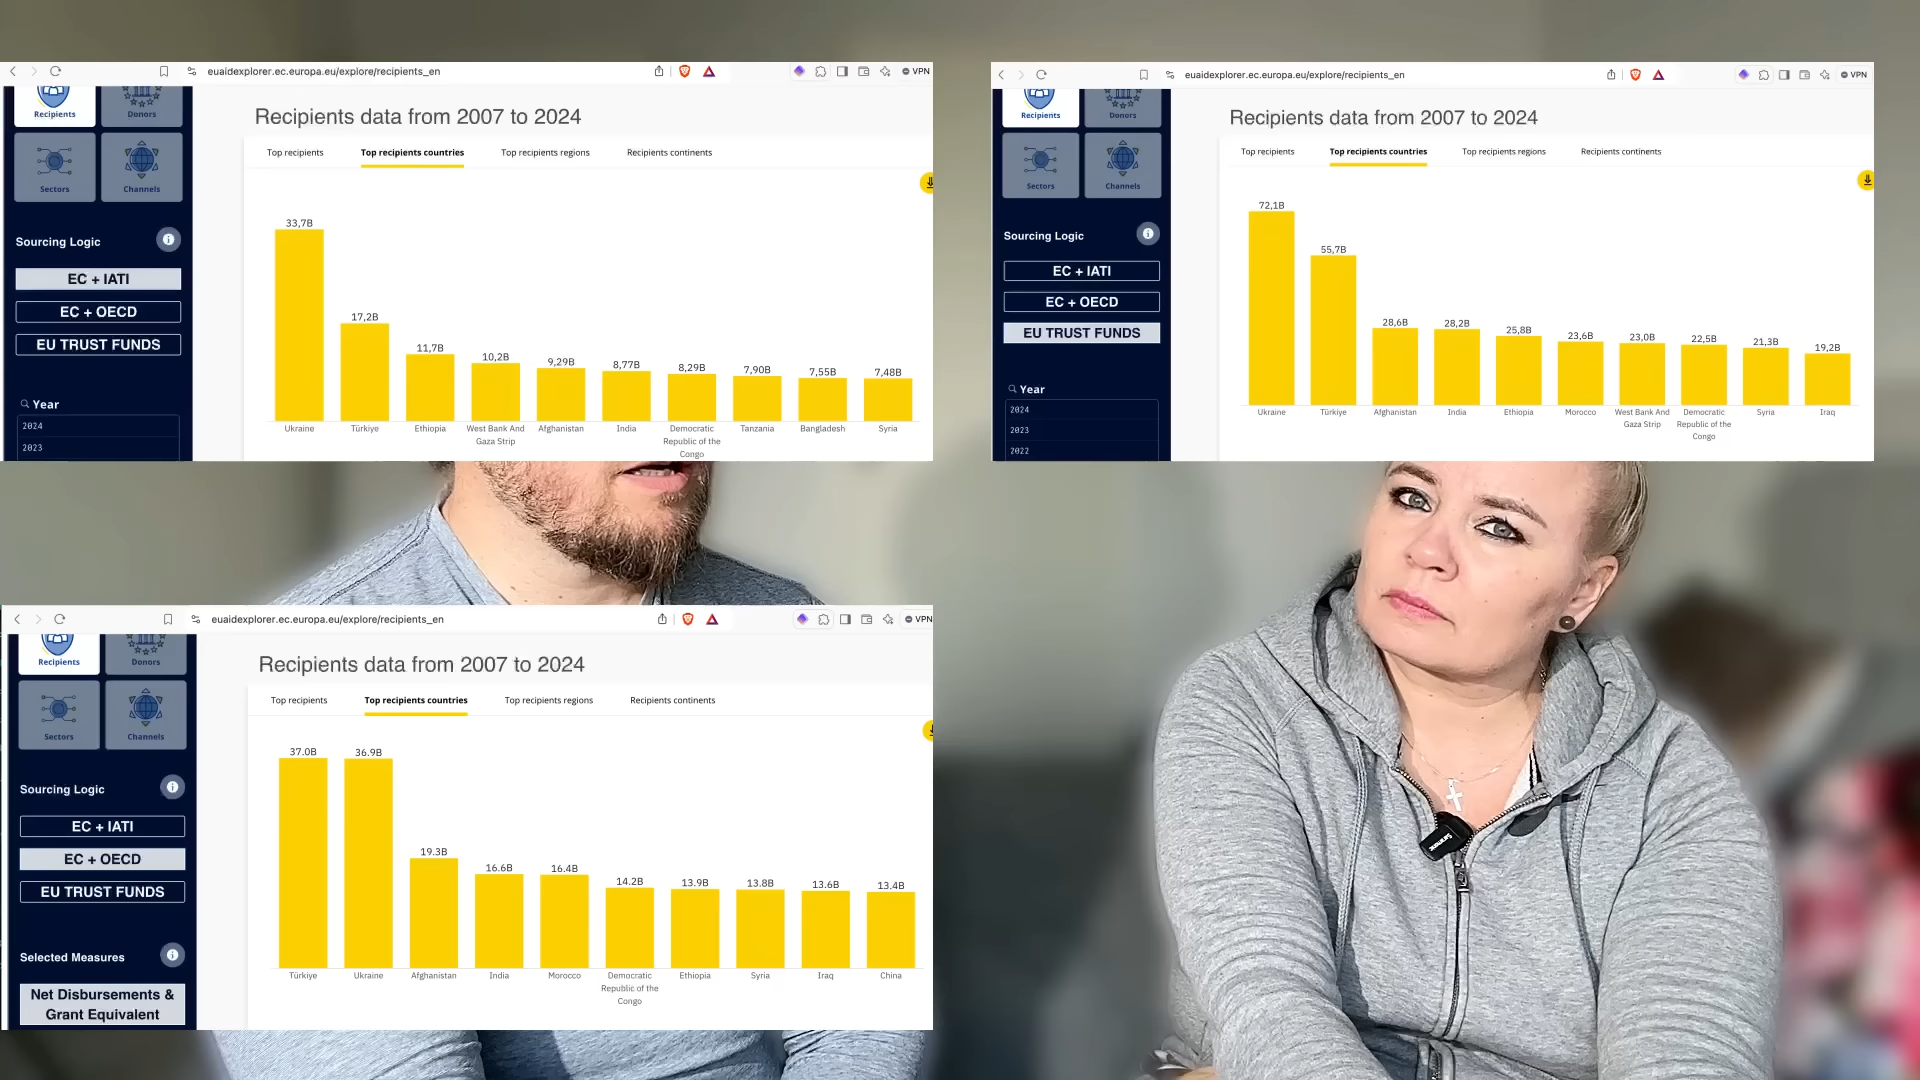 euaidexplorer.ec.europa.eu/explore/recipients_en
VPN
Recipients
Donors
Sectors
Channels
Sourcing Logic
EC + IATI
EC + OECD
EU TRUST FUNDS
Year
2024
2023
Recipients data from 2007 to 2024
Top recipients
Top recipients countries
Top recipients regions
Recipients continents
33,7B
17,2B
11,7B
10,2B
9,29B
8,77B
8,29B
7,90B
7,55B
7,48B
Ukraine
Türkiye
Ethiopia
West Bank And
Gaza Strip
Afghanistan
India
Democratic
Republic of the
Congo
Tanzania
Bangladesh
Syria
euaidexplorer.ec.europa.eu/explore/recipients_en
VPN
Recipients
Donors
Sectors
Channels
Sourcing Logic
EC + IATI
EC + OECD
EU TRUST FUNDS
Year
2024
2023
2022
Recipients data from 2007 to 2024
Top recipients
Top recipients countries
Top recipients regions
Recipients continents
72,1B
55,7B
28,6B
28,2B
25,8B
23,6B
23,0B
22,5B
21,3B
19,2B
Ukraine
Türkiye
Afghanistan
India
Ethiopia
Morocco
West Bank And
Gaza Strip
Democratic
Republic of the
Congo
Syria
Iraq
euaidexplorer.ec.europa.eu/explore/recipients_en
VPN
Recipients
Donors
Sectors
Channels
Sourcing Logic
EC + IATI
EC + OECD
EU TRUST FUNDS
Selected Measures
Net Disbursements &
Grant Equivalent
Recipients data from 2007 to 2024
Top recipients
Top recipients countries
Top recipients regions
Recipients continents
37.0B
36.9B
19.3B
16.6B
16.4B
14.2B
13.9B
13.8B
13.6B
13.4B
Türkiye
Ukraine
Afghanistan
India
Morocco
Democratic
Republic of the
Congo
Ethiopia
Syria
Iraq
China
Saramonic